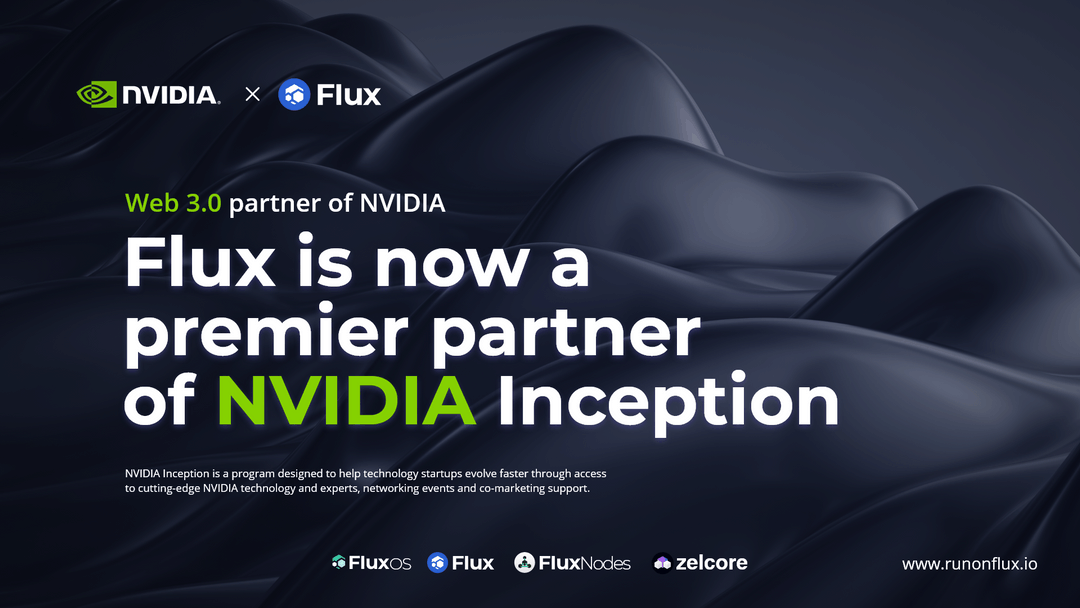 NVIDIA. × Flux
Web 3.0 partner of NVIDIA
Flux is now a
premier partner
of NVIDIA Inception
NVIDIA Inception is a program designed to help technology startups evolve faster through access
to cutting-edge NVIDIA technology and experts, networking events and co-marketing support.
FluxOS Flux FluxNodes zelcore www.runonflux.io